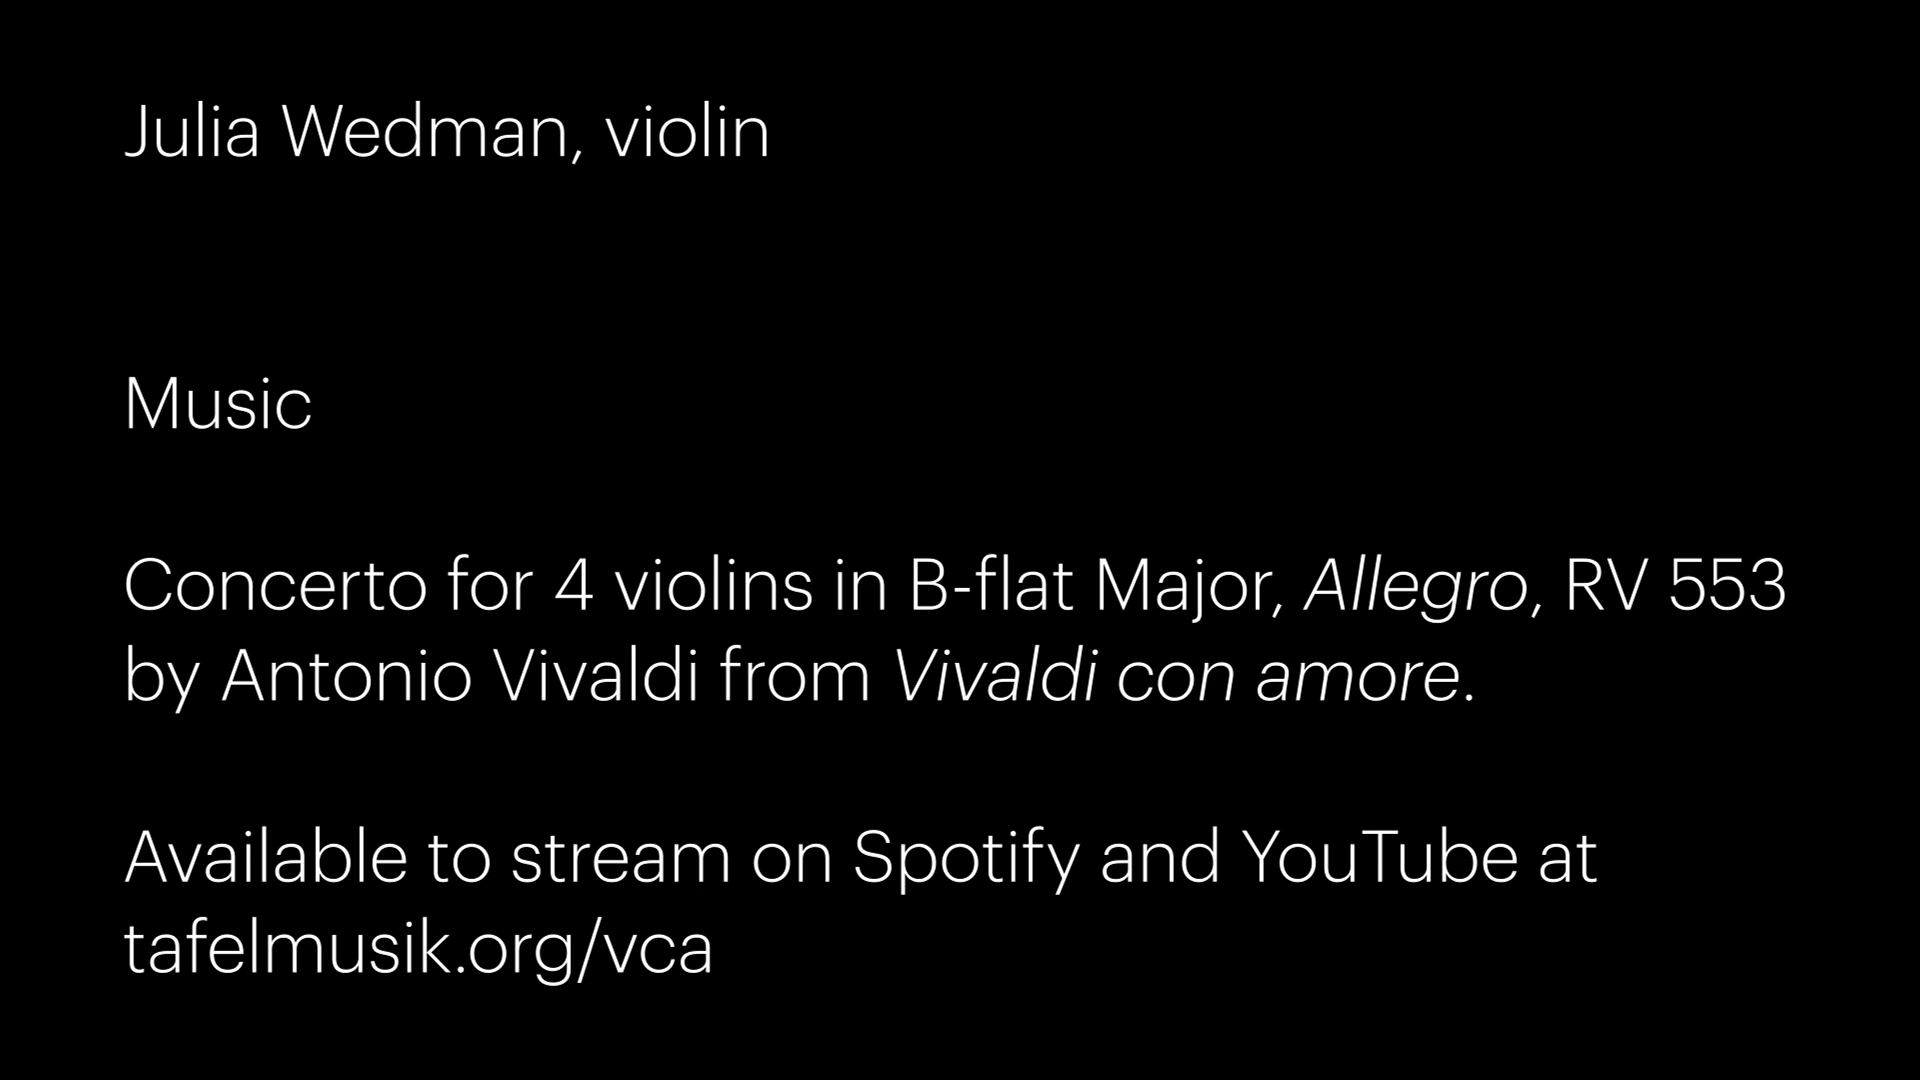 Julia Wedman, violin
Music
Concerto for 4 violins in B-flat Major, Allegro, RV 553
by Antonio Vivaldi from Vivaldi con amore.
Available to stream on Spotify and YouTube at
tafelmusik.org/vca